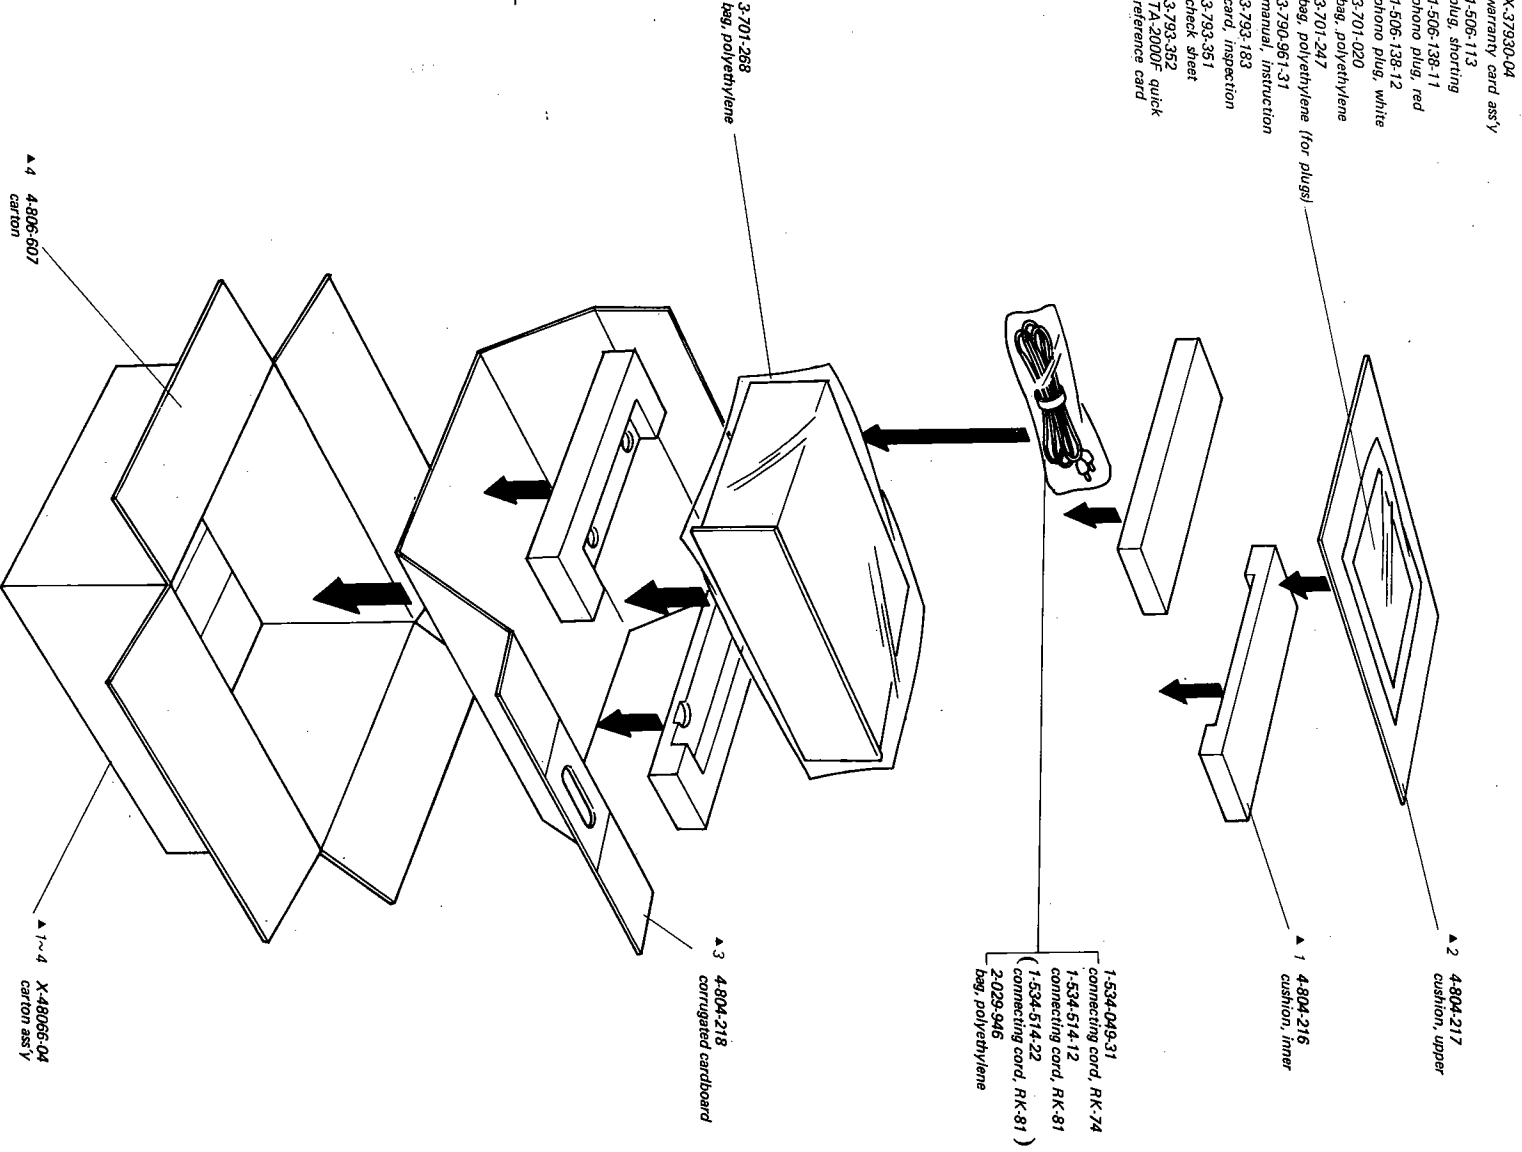 X-37930-04
warranty card ass'y
1-506-113
plug, shorting
1-506-138-11
phono plug, red
1-506-138-12
phono plug, white
3-701-020
bag, polyethylene
3-701-247
bag, polyethylene (for plugs)
3-790-961-31
manual, instruction
3-793-183
card, inspection
3-793-351
check sheet
3-793-352
TA-2000F quick
reference card
3-701-268
bag, polyethylene
▲4 4-806-607
carton
▲2 4-804-217
cushion, upper
▲1 4-804-216
cushion, inner
1-534-049-31
connecting cord, RK-74
1-534-514-12
connecting cord, RK-81
(1-534-514-22
connecting cord, RK-81)
2-029-946
bag, polyethylene
▲3 4-804-218
corrugated cardboard
▲1~4 X-48066-04
carton ass'y